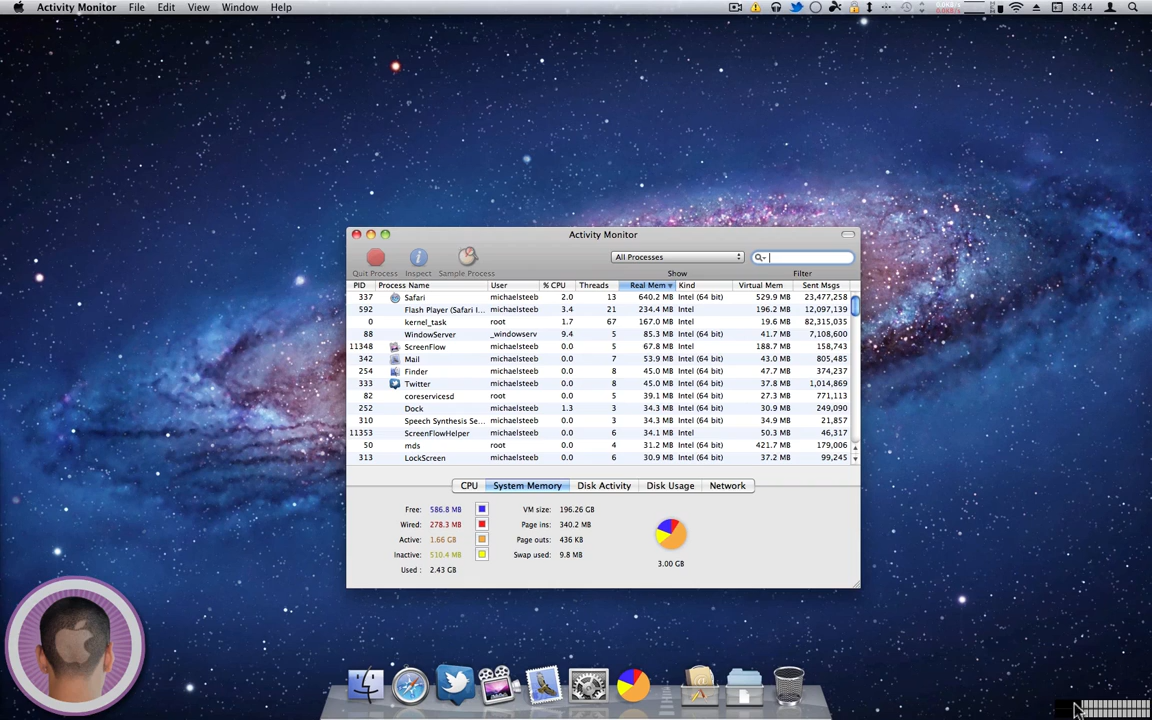 Activity Monitor File Edit View Window Help 8:44
Activity Monitor
All Processes
Quit Process Inspect Sample Process Show Filter
PID Process Name User % CPU Threads Real Mem Kind Virtual Mem Sent Msgs
337 Safari michaelsteeb 2.0 13 640.2 MB Intel (64 bit) 529.9 MB 23,477,258
592 Flash Player (Safari I... michaelsteeb 3.4 21 234.4 MB Intel 196.2 MB 12,097,139
0 kernel_task root 1.7 67 167.0 MB Intel 19.6 MB 82,315,035
88 WindowServer _windowserv 9.4 5 85.3 MB Intel (64 bit) 41.7 MB 7,108,600
11348 ScreenFlow michaelsteeb 0.0 5 67.8 MB Intel 188.7 MB 158,743
342 Mail michaelsteeb 0.0 7 53.9 MB Intel (64 bit) 43.0 MB 805,485
254 Finder michaelsteeb 0.0 8 45.0 MB Intel (64 bit) 47.7 MB 374,237
333 Twitter michaelsteeb 0.0 8 45.0 MB Intel (64 bit) 37.8 MB 1,014,869
82 coreservicesd root 0.0 5 39.1 MB Intel (64 bit) 27.3 MB 771,113
252 Dock michaelsteeb 1.3 3 34.3 MB Intel (64 bit) 30.9 MB 249,090
310 Speech Synthesis Se... michaelsteeb 0.0 3 34.3 MB Intel (64 bit) 34.9 MB 21,857
11353 ScreenFlowHelper michaelsteeb 0.0 6 34.1 MB Intel 50.3 MB 46,317
50 mds root 0.0 4 31.2 MB Intel (64 bit) 421.7 MB 179,006
313 LockScreen michaelsteeb 0.0 6 30.9 MB Intel (64 bit) 37.2 MB 99,245
CPU System Memory Disk Activity Disk Usage Network
Free: 586.8 MB VM size: 196.26 GB
Wired: 278.3 MB Page ins: 340.2 MB
Active: 1.66 GB Page outs: 436 KB
Inactive: 510.4 MB Swap used: 9.8 MB
Used : 2.43 GB
3.00 GB